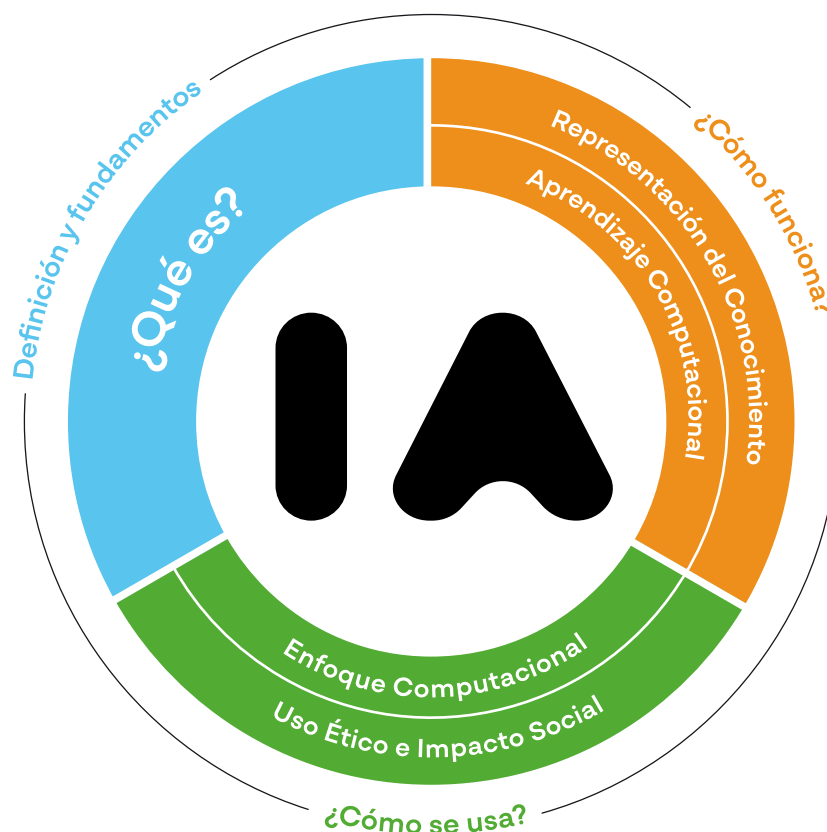 Definición y fundamentos
¿Qué es?
¿Cómo funciona?
Representación del Conocimiento
Aprendizaje Computacional
IA
Enfoque Computacional
Uso Ético e Impacto Social
¿Cómo se usa?